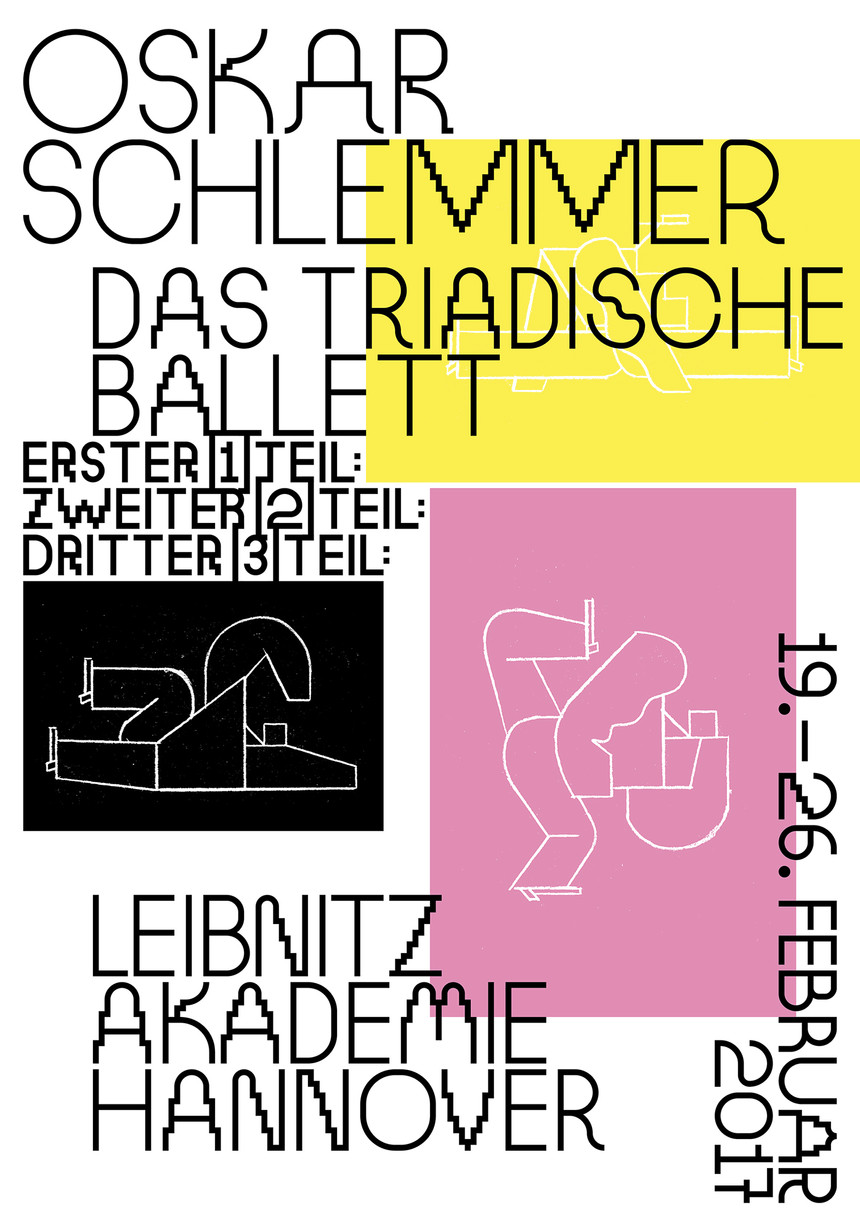 OSKAR
SCHLEMMER
DAS TRIADISCHE
BALLETT
ERSTER|1|TEIL:
ZWEITER|2|TEIL:
DRITTER|3|TEIL:
19.–26. FEBRUAR
2017
LEIBNITZ
AKADEMIE
HANNOVER